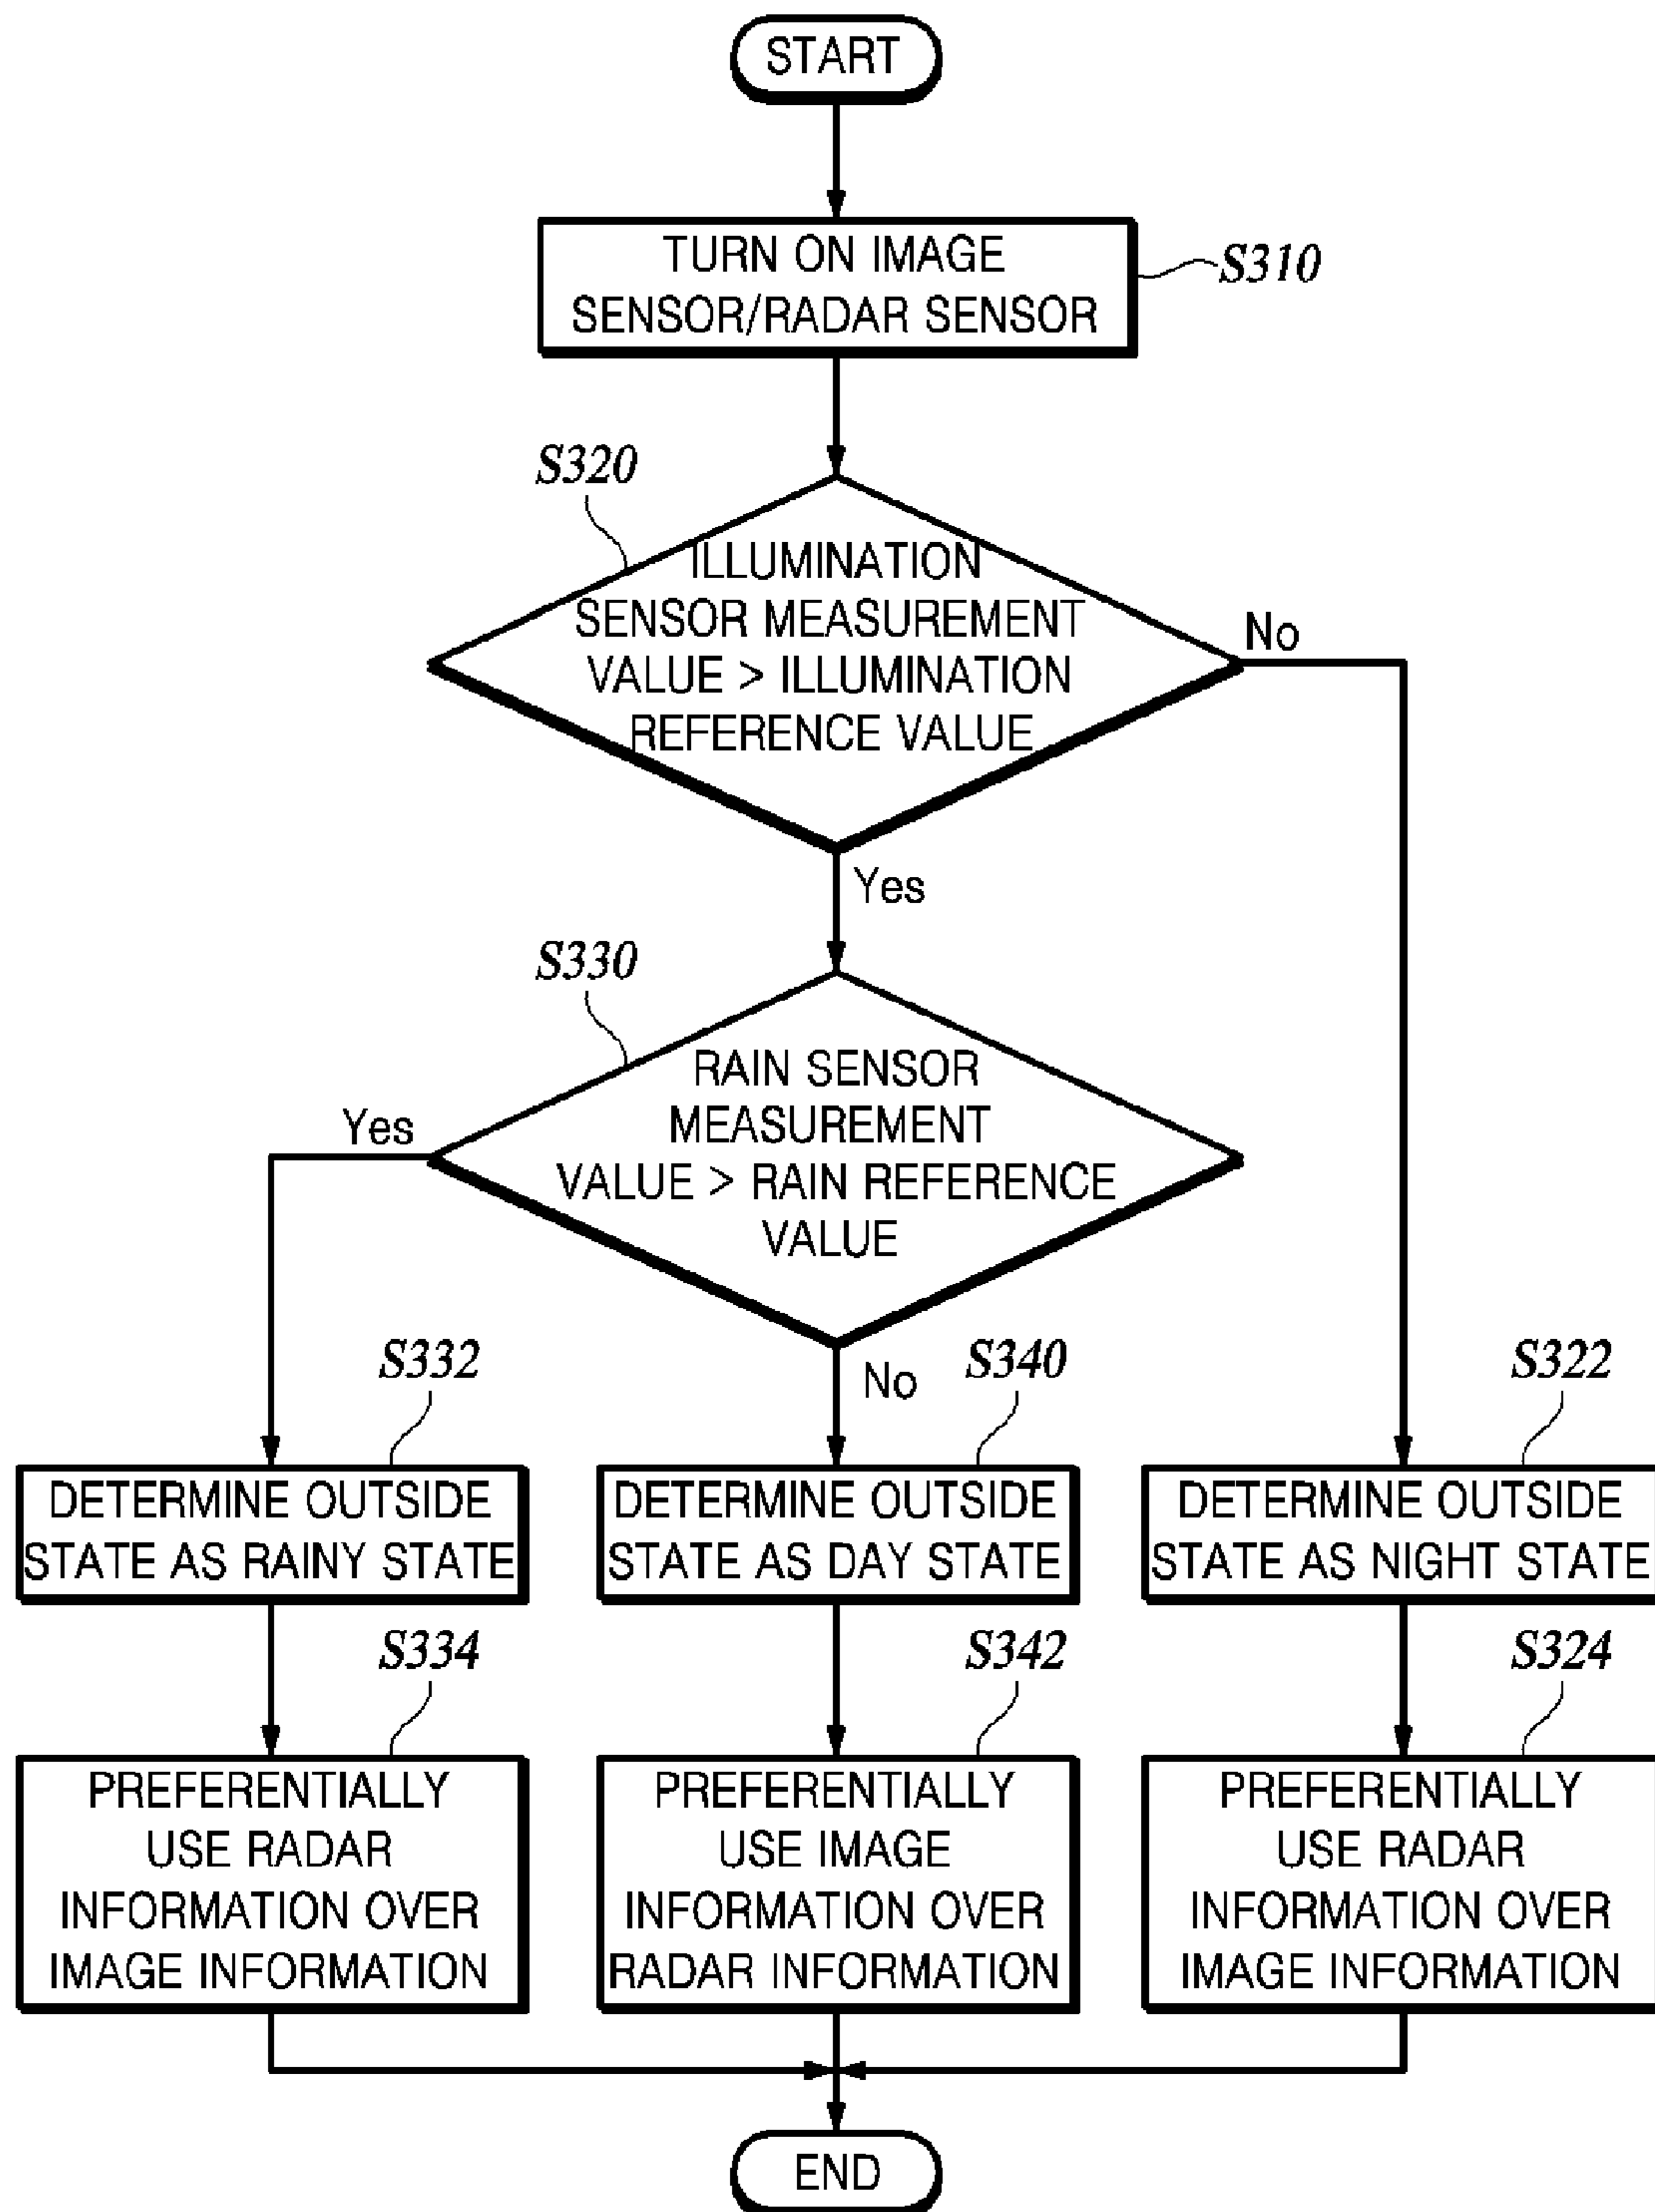 START
TURN ON IMAGE
SENSOR/RADAR SENSOR
S310
S320
ILLUMINATION
SENSOR MEASUREMENT
VALUE > ILLUMINATION
REFERENCE VALUE
No
Yes
S330
RAIN SENSOR
MEASUREMENT
VALUE > RAIN REFERENCE
VALUE
Yes
No
S332
DETERMINE OUTSIDE
STATE AS RAINY STATE
S340
DETERMINE OUTSIDE
STATE AS DAY STATE
S322
DETERMINE OUTSIDE
STATE AS NIGHT STATE
S334
PREFERENTIALLY
USE RADAR
INFORMATION OVER
IMAGE INFORMATION
S342
PREFERENTIALLY
USE IMAGE
INFORMATION OVER
RADAR INFORMATION
S324
PREFERENTIALLY
USE RADAR
INFORMATION OVER
IMAGE INFORMATION
END